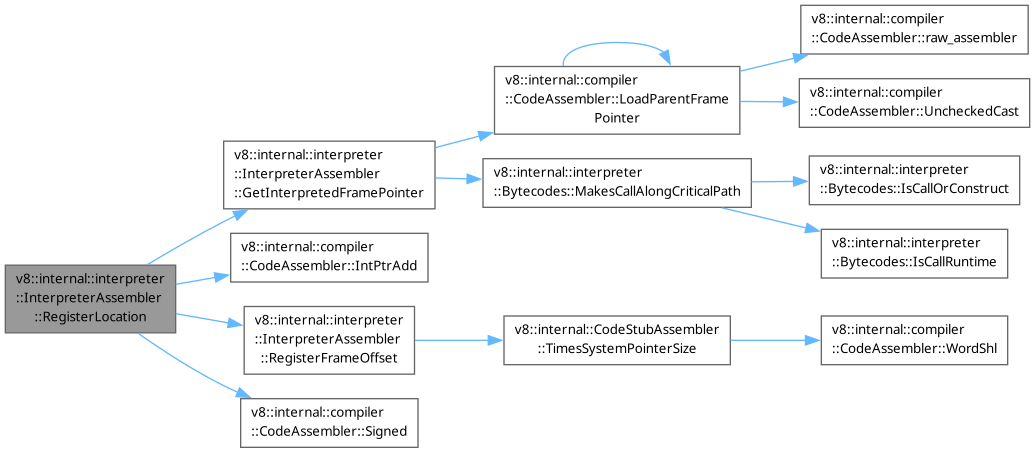 v8::internal::interpreter
::InterpreterAssembler
::RegisterLocation
v8::internal::interpreter
::InterpreterAssembler
::GetInterpretedFramePointer
v8::internal::compiler
::CodeAssembler::LoadParentFrame
Pointer
v8::internal::compiler
::CodeAssembler::raw_assembler
v8::internal::compiler
::CodeAssembler::UncheckedCast
v8::internal::interpreter
::Bytecodes::MakesCallAlongCriticalPath
v8::internal::interpreter
::Bytecodes::IsCallOrConstruct
v8::internal::interpreter
::Bytecodes::IsCallRuntime
v8::internal::compiler
::CodeAssembler::IntPtrAdd
v8::internal::interpreter
::InterpreterAssembler
::RegisterFrameOffset
v8::internal::CodeStubAssembler
::TimesSystemPointerSize
v8::internal::compiler
::CodeAssembler::WordShl
v8::internal::compiler
::CodeAssembler::Signed